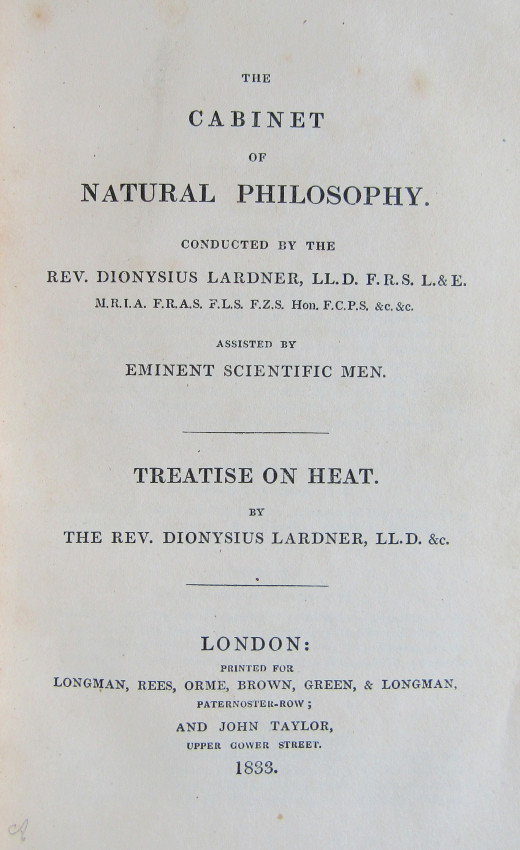 THE
CABINET
OF
NATURAL PHILOSOPHY.
CONDUCTED BY THE
REV. DIONYSIUS LARDNER, LL.D. F.R.S. L.&E.
M.R.I.A. F.R.A.S. F.L.S. F.Z.S. Hon. F.C.P.S. &c. &c.
ASSISTED BY
EMINENT SCIENTIFIC MEN.
TREATISE ON HEAT.
BY
THE REV. DIONYSIUS LARDNER, LL.D. &c.
LONDON:
PRINTED FOR
LONGMAN, REES, ORME, BROWN, GREEN, & LONGMAN,
PATERNOSTER-ROW;
AND JOHN TAYLOR,
UPPER GOWER STREET.
1833.